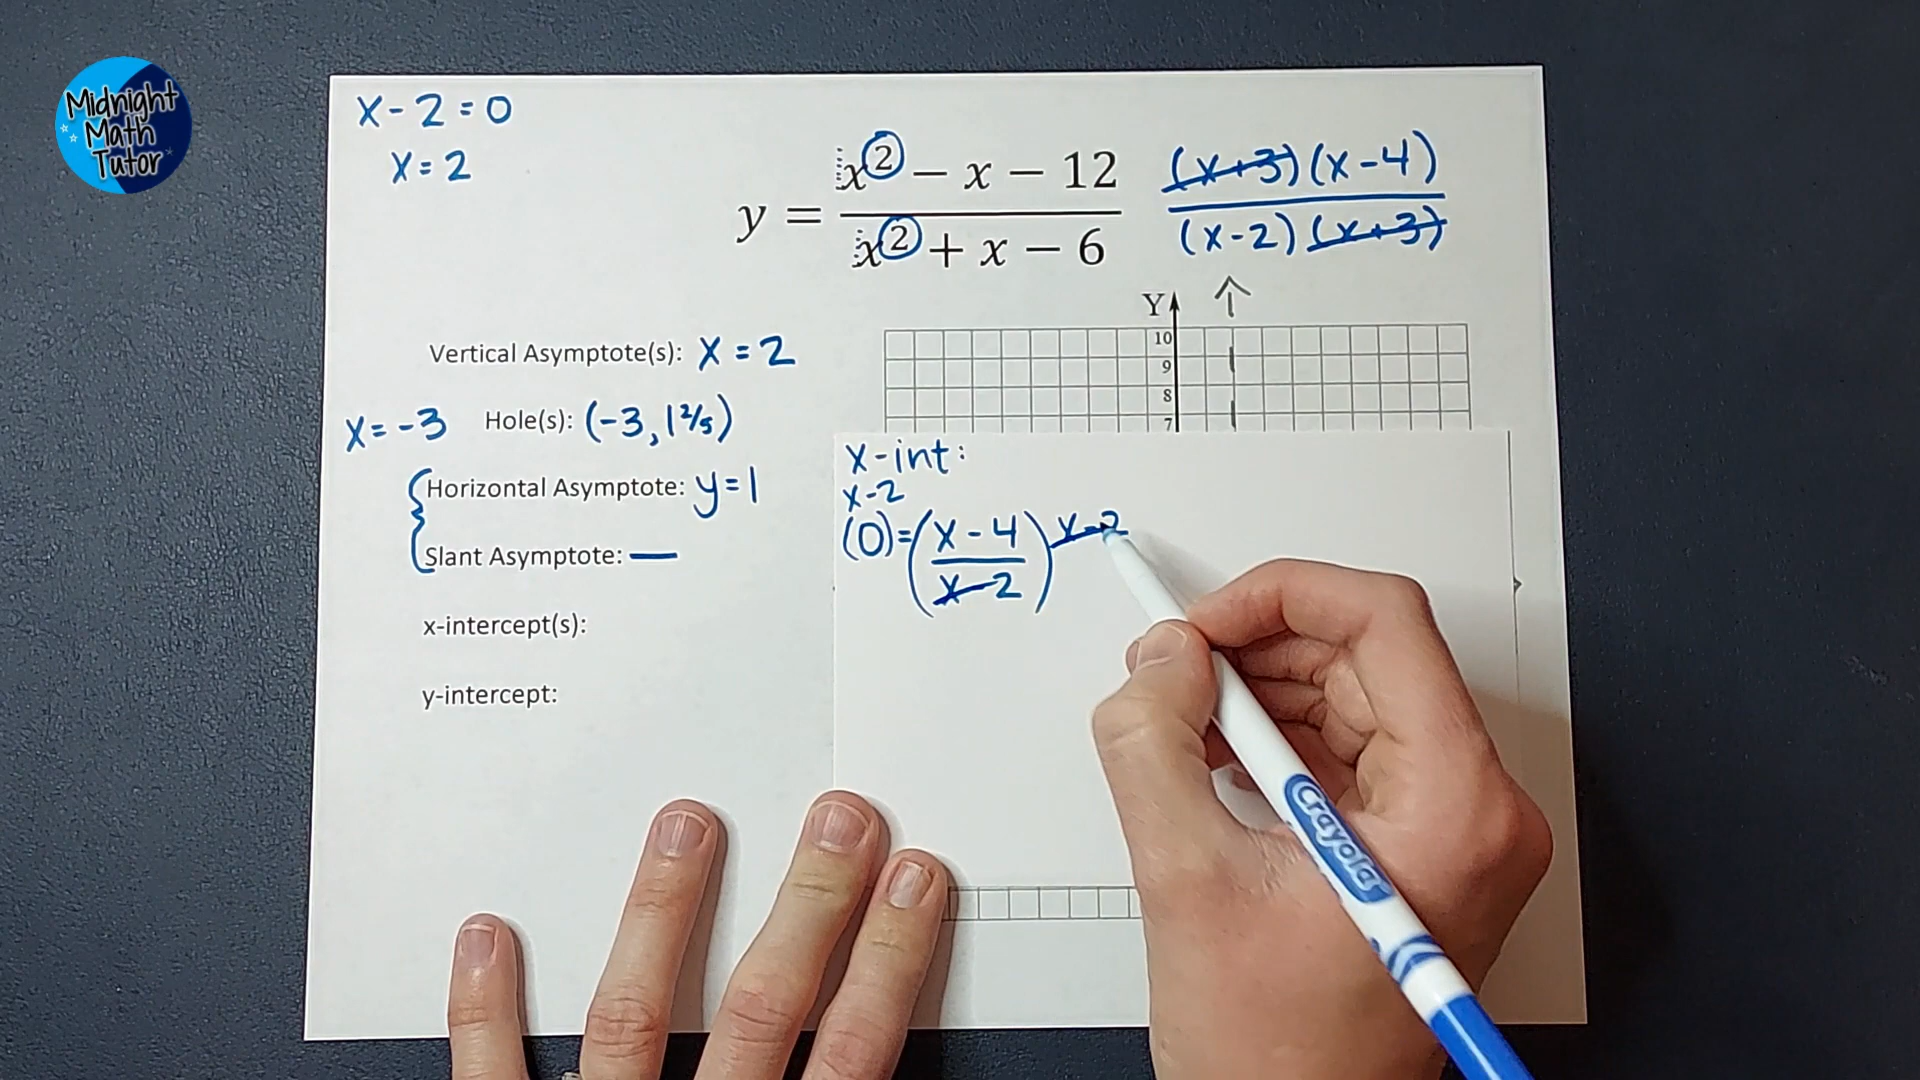 Midnight
Math
Tutor
x-2=0
x=2
y = x² − x − 12 / x² + x − 6
(x+3)(x-4) / (x-2)(x+3)
Vertical Asymptote(s): x=2
x=-3 Hole(s): (-3, 1 2/5)
Horizontal Asymptote: y=1
Slant Asymptote: —
x-intercept(s):
y-intercept:
Y
10
9
8
7
x-int:
x-2
(0)=(x-4 / x-2) x-2
Crayola